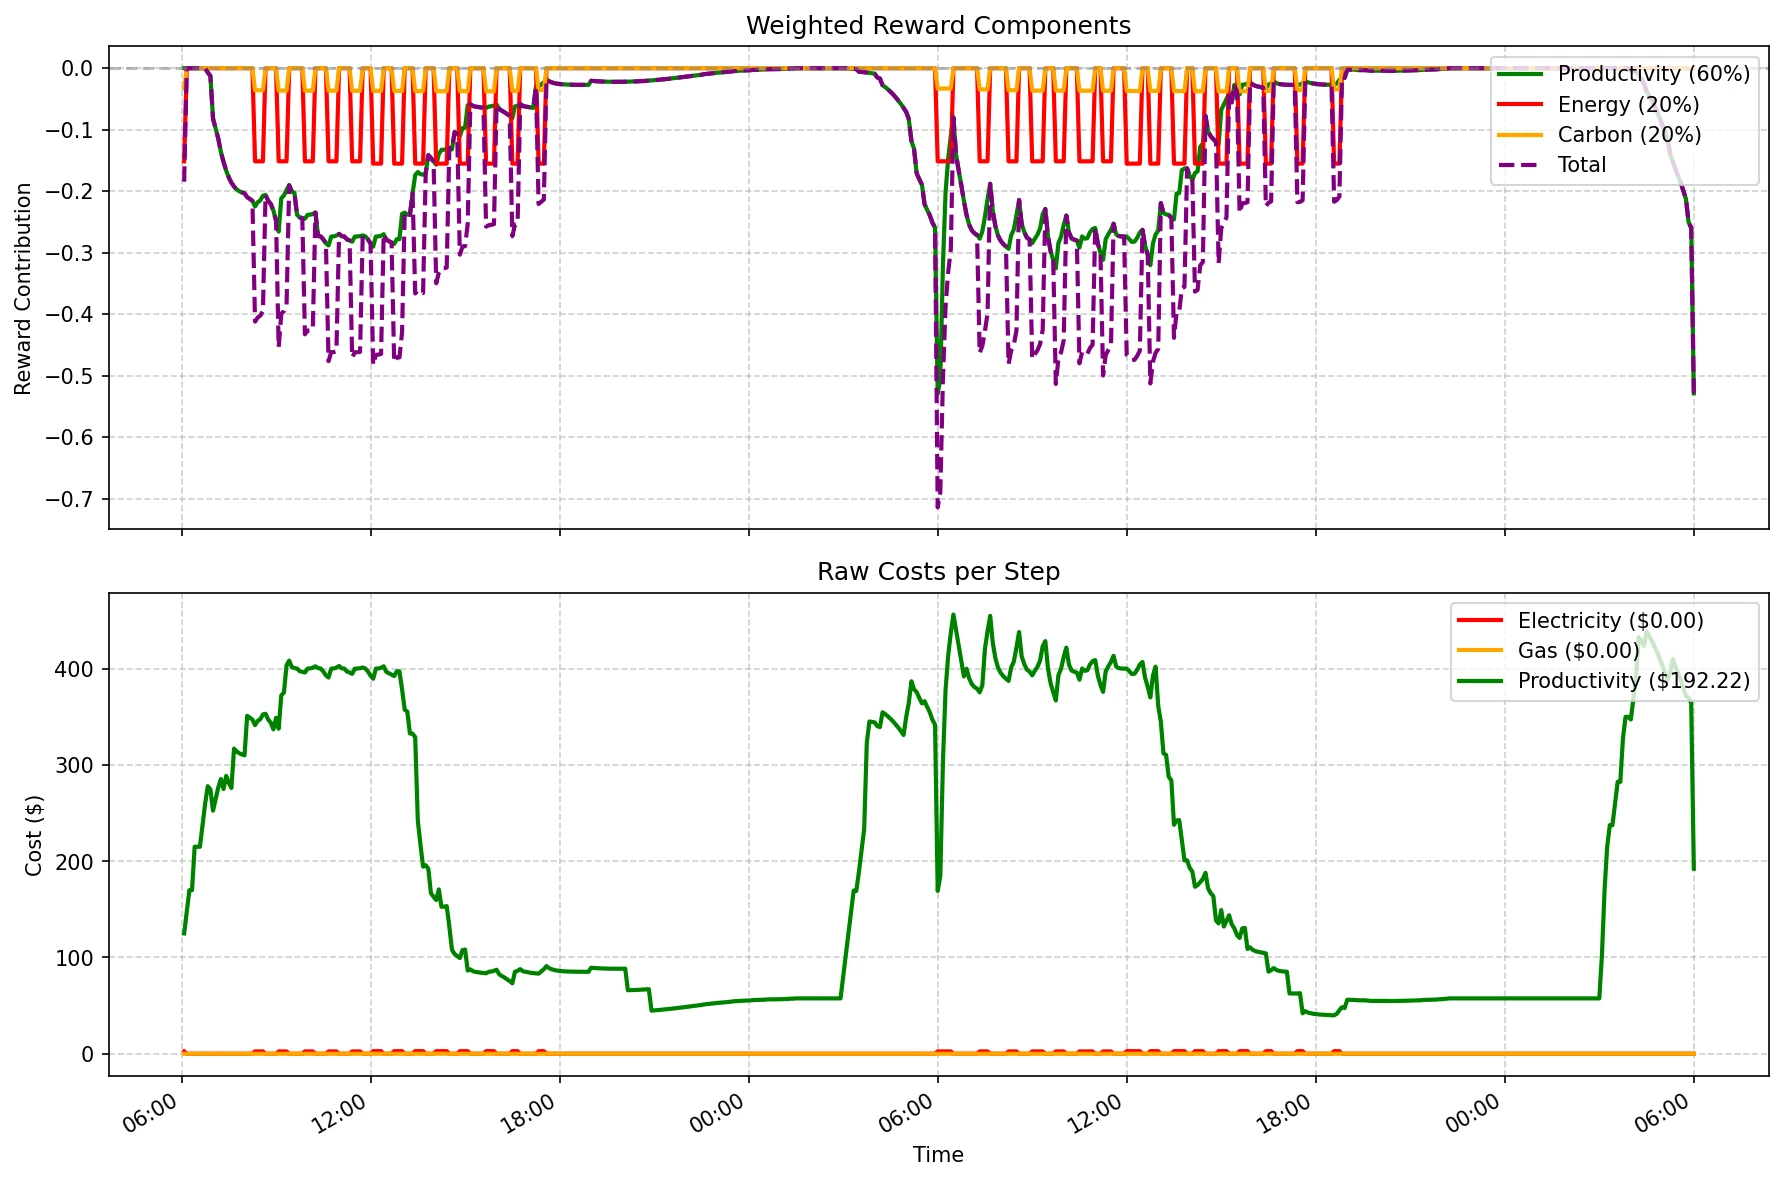 Weighted Reward Components
Reward Contribution
0.0
−0.1
−0.2
−0.3
−0.4
−0.5
−0.6
−0.7
Productivity (60%)
Energy (20%)
Carbon (20%)
Total
Raw Costs per Step
Cost ($)
400
300
200
100
0
Electricity ($0.00)
Gas ($0.00)
Productivity ($192.22)
06:00
12:00
18:00
00:00
06:00
12:00
18:00
00:00
06:00
Time